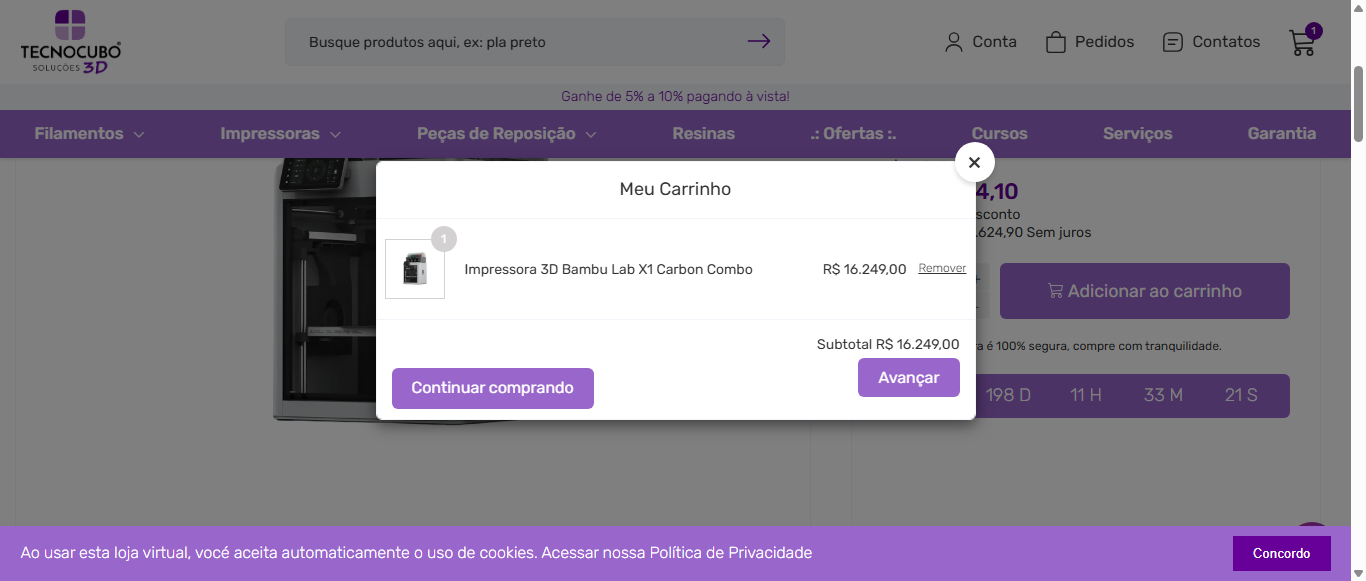 TECNOCUBO
SOLUÇÕES 3D
Busque produtos aqui, ex: pla preto
Conta
Pedidos
Contatos
1
Ganhe de 5% a 10% pagando à vista!
Filamentos
Impressoras
Peças de Reposição
Resinas
.: Ofertas :.
Cursos
Serviços
Garantia
Meu Carrinho
4,10
sconto
.624,90 Sem juros
1
Impressora 3D Bambu Lab X1 Carbon Combo
R$ 16.249,00
Remover
Adicionar ao carrinho
Subtotal R$ 16.249,00
a é 100% segura, compre com tranquilidade.
Continuar comprando
Avançar
198 D
11 H
33 M
21 S
Ao usar esta loja virtual, você aceita automaticamente o uso de cookies. Acessar nossa Política de Privacidade
Concordo